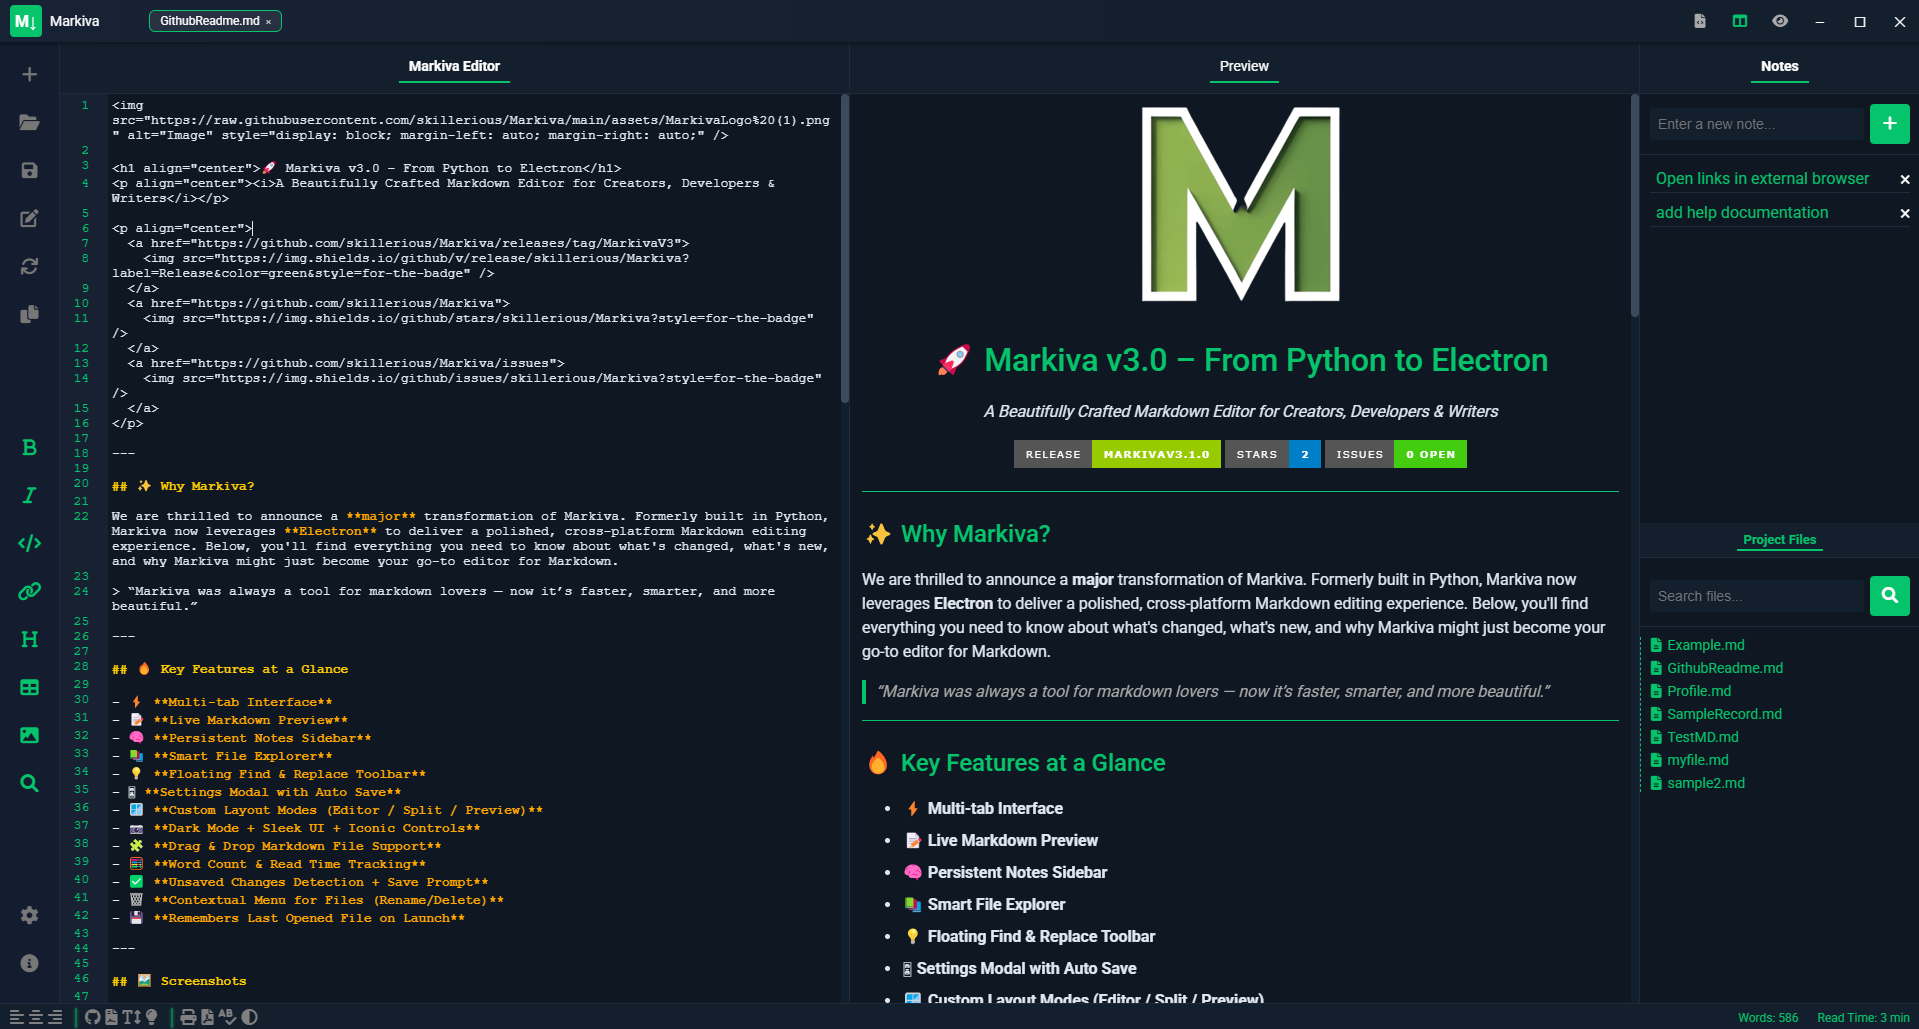 M↓ Markiva
GithubReadme.md ×
Markiva Editor
Preview
Notes
1 <img
src="https://raw.githubusercontent.com/skillerious/Markiva/main/assets/MarkivaLogo%20(1).png
" alt="Image" style="display: block; margin-left: auto; margin-right: auto;" />
2
3 <h1 align="center">🚀 Markiva v3.0 – From Python to Electron</h1>
4 <p align="center"><i>A Beautifully Crafted Markdown Editor for Creators, Developers &
Writers</i></p>
5
6 <p align="center">
7 <a href="https://github.com/skillerious/Markiva/releases/tag/MarkivaV3">
8 <img src="https://img.shields.io/github/v/release/skillerious/Markiva?
label=Release&color=green&style=for-the-badge" />
9 </a>
10 <a href="https://github.com/skillerious/Markiva">
11 <img src="https://img.shields.io/github/stars/skillerious/Markiva?style=for-the-badge"
/>
12 </a>
13 <a href="https://github.com/skillerious/Markiva/issues">
14 <img src="https://img.shields.io/github/issues/skillerious/Markiva?style=for-the-badge"
/>
15 </a>
16 </p>
17
18 ---
19
20 ## ✨ Why Markiva?
21
22 We are thrilled to announce a **major** transformation of Markiva. Formerly built in Python,
Markiva now leverages **Electron** to deliver a polished, cross-platform Markdown editing
experience. Below, you'll find everything you need to know about what's changed, what's new,
and why Markiva might just become your go-to editor for Markdown.
23
24 > “Markiva was always a tool for markdown lovers — now it’s faster, smarter, and more
beautiful.”
25
26 ---
27
28 ## 🔥 Key Features at a Glance
29
30 - ⚡ **Multi-tab Interface**
31 - 📝 **Live Markdown Preview**
32 - 🧠 **Persistent Notes Sidebar**
33 - 📚 **Smart File Explorer**
34 - 💡 **Floating Find & Replace Toolbar**
35 - 🎛 **Settings Modal with Auto Save**
36 - 🪟 **Custom Layout Modes (Editor / Split / Preview)**
37 - 📷 **Dark Mode + Sleek UI + Iconic Controls**
38 - 🧩 **Drag & Drop Markdown File Support**
39 - 🧮 **Word Count & Read Time Tracking**
40 - ✅ **Unsaved Changes Detection + Save Prompt**
41 - 🗑 **Contextual Menu for Files (Rename/Delete)**
42 - 💾 **Remembers Last Opened File on Launch**
43
44 ---
45
46 ## 🖼 Screenshots
47
M
🚀 Markiva v3.0 – From Python to Electron
A Beautifully Crafted Markdown Editor for Creators, Developers & Writers
RELEASE MARKIVAV3.1.0 STARS 2 ISSUES 0 OPEN
✨ Why Markiva?
We are thrilled to announce a major transformation of Markiva. Formerly built in Python, Markiva now
leverages Electron to deliver a polished, cross-platform Markdown editing experience. Below, you'll find
everything you need to know about what's changed, what's new, and why Markiva might just become your
go-to editor for Markdown.
“Markiva was always a tool for markdown lovers — now it’s faster, smarter, and more beautiful.”
🔥 Key Features at a Glance
• ⚡ Multi-tab Interface
• 📝 Live Markdown Preview
• 🧠 Persistent Notes Sidebar
• 📚 Smart File Explorer
• 💡 Floating Find & Replace Toolbar
• 🎛 Settings Modal with Auto Save
• 🪟 Custom Layout Modes (Editor / Split / Preview)
Enter a new note...
Open links in external browser ×
add help documentation ×
Project Files
Search files...
Example.md
GithubReadme.md
Profile.md
SampleRecord.md
TestMD.md
myfile.md
sample2.md
Words: 586 Read Time: 3 min